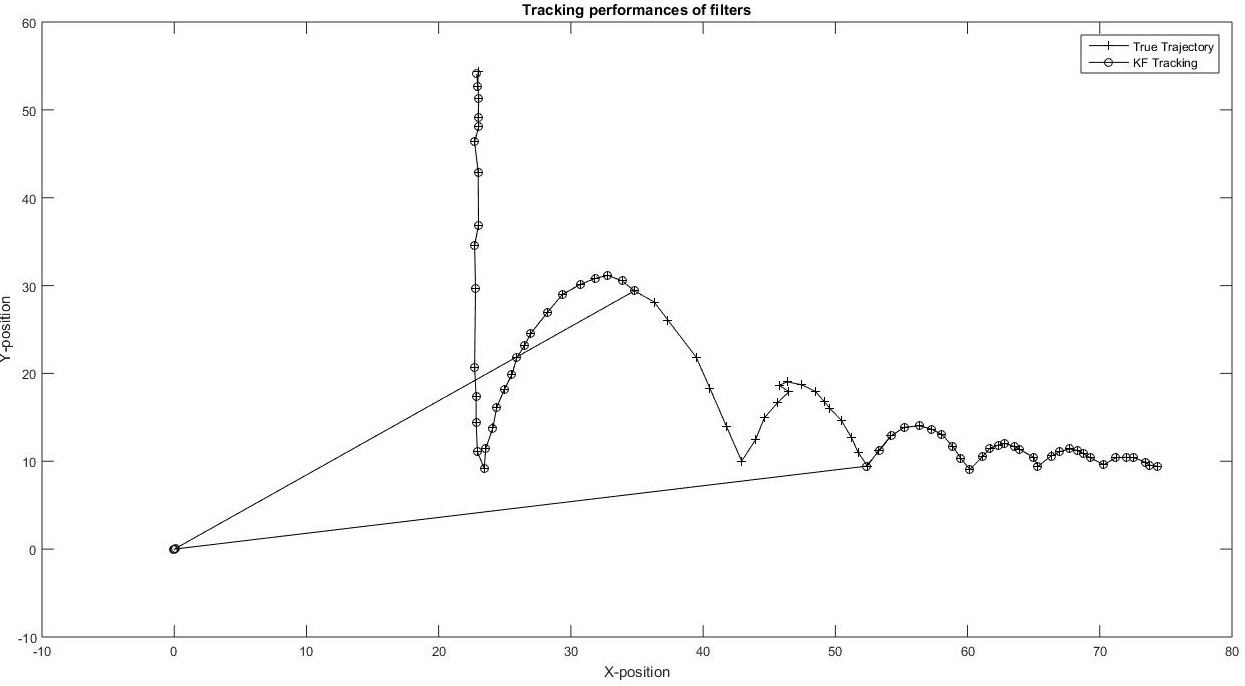 Tracking performances of filters
True Trajectory
KF Tracking
60
50
40
30
20
10
0
-10
Y-position
-10 0 10 20 30 40 50 60 70 80
X-position